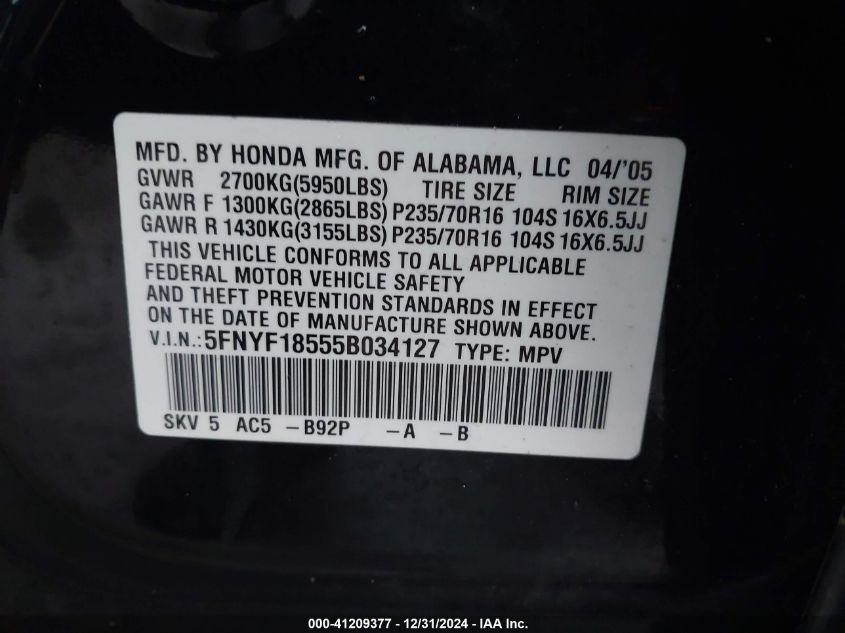 MFD. BY HONDA MFG. OF ALABAMA, LLC 04/'05
GVWR 2700KG(5950LBS) TIRE SIZE RIM SIZE
GAWR F 1300KG(2865LBS) P235/70R16 104S 16X6.5JJ
GAWR R 1430KG(3155LBS) P235/70R16 104S 16X6.5JJ
THIS VEHICLE CONFORMS TO ALL APPLICABLE
FEDERAL MOTOR VEHICLE SAFETY
AND THEFT PREVENTION STANDARDS IN EFFECT
ON THE DATE OF MANUFACTURE SHOWN ABOVE.
V.I.N.:5FNYF18555B034127 TYPE: MPV
SKV 5 AC5 -B92P -A -B
000-41209377 - 12/31/2024 - IAA Inc.